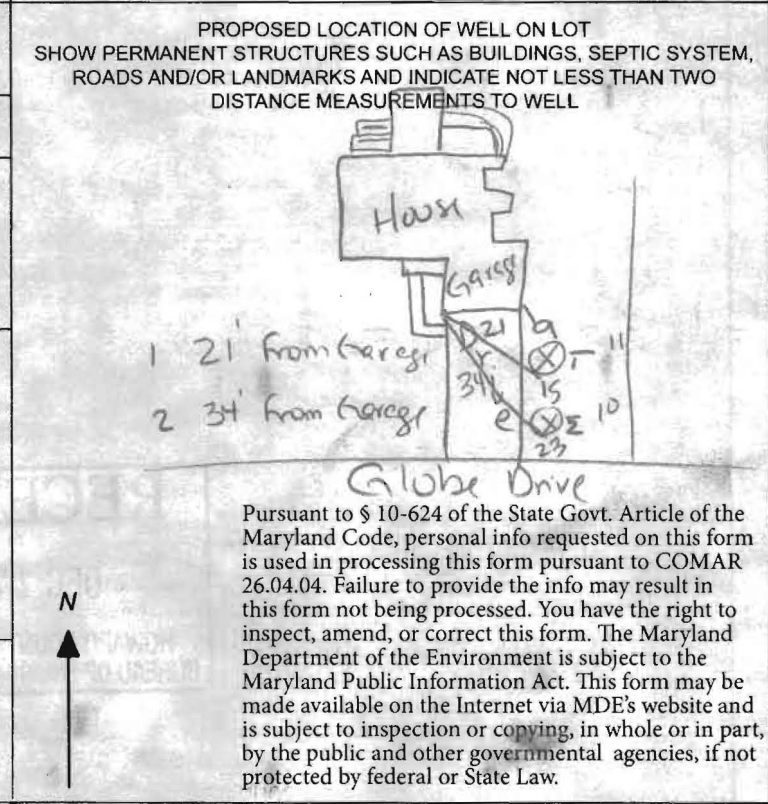 PROPOSED LOCATION OF WELL ON LOT
SHOW PERMANENT STRUCTURES SUCH AS BUILDINGS, SEPTIC SYSTEM,
ROADS AND/OR LANDMARKS AND INDICATE NOT LESS THAN TWO
DISTANCE MEASUREMENTS TO WELL
House
Garage
1 21' from Garage
21
9
11
15
Drive
34'
2 34' from Garage
10
23
Globe Drive
Pursuant to § 10-624 of the State Govt. Article of the
Maryland Code, personal info requested on this form
is used in processing this form pursuant to COMAR
26.04.04. Failure to provide the info may result in
this form not being processed. You have the right to
inspect, amend, or correct this form. The Maryland
Department of the Environment is subject to the
Maryland Public Information Act. This form may be
made available on the Internet via MDE's website and
is subject to inspection or copying, in whole or in part,
by the public and other governmental agencies, if not
protected by federal or State Law.
N